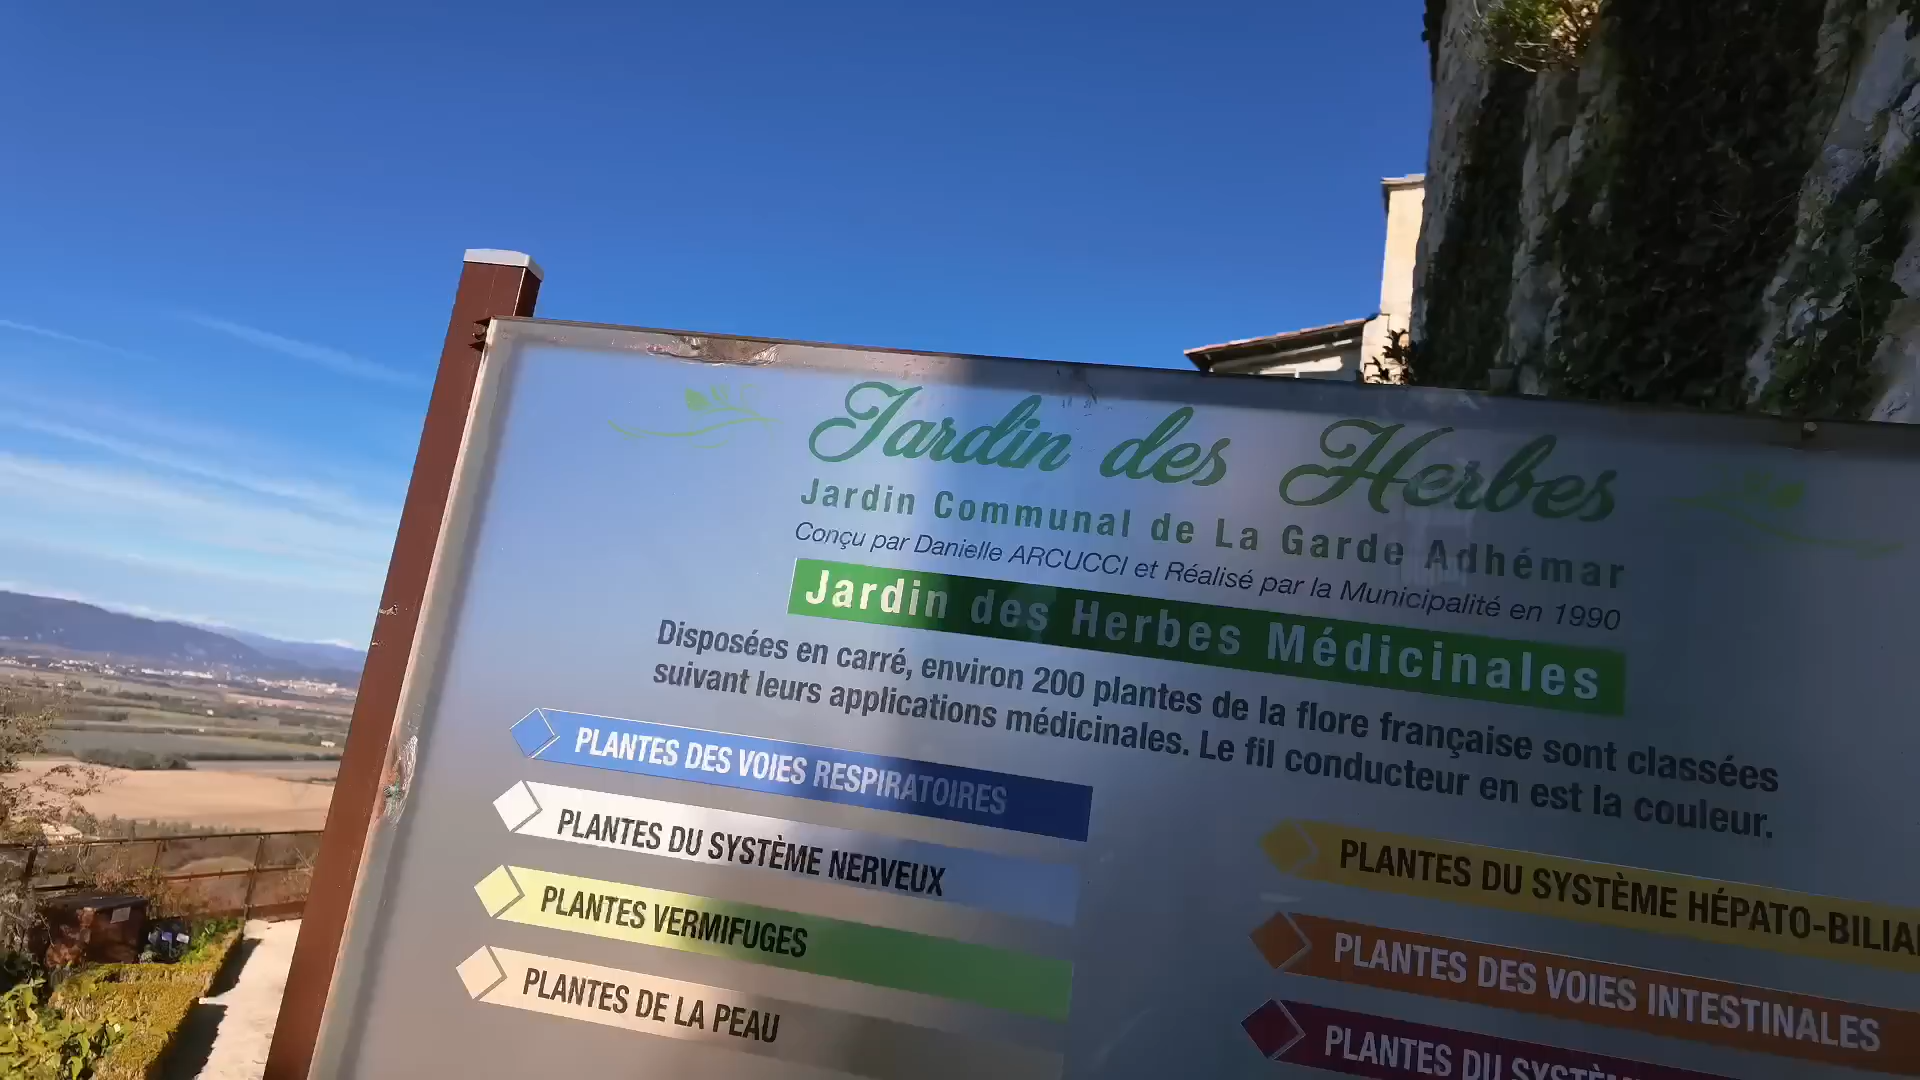 Jardin des Herbes
Jardin Communal de La Garde Adhémar
Conçu par Danielle ARCUCCI et Réalisé par la Municipalité en 1990
Jardin des Herbes Médicinales
Disposées en carré, environ 200 plantes de la flore française sont classées
suivant leurs applications médicinales. Le fil conducteur en est la couleur.
PLANTES DES VOIES RESPIRATOIRES
PLANTES DU SYSTÈME NERVEUX
PLANTES VERMIFUGES
PLANTES DE LA PEAU
PLANTES DU SYSTÈME
PLANTES DES VOIES INTESTINALES
PLANTES DU